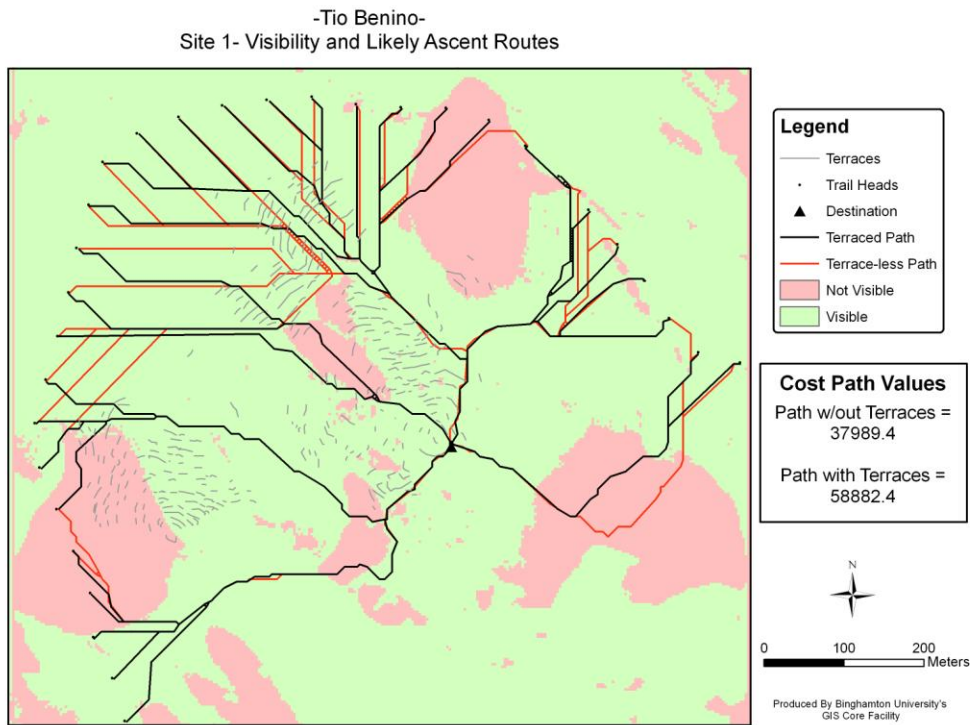 -Tio Benino-
Site 1- Visibility and Likely Ascent Routes
Legend
Terraces
Trail Heads
Destination
Terraced Path
Terrace-less Path
Not Visible
Visible
Cost Path Values
Path w/out Terraces =
37989.4
Path with Terraces =
58882.4
N
0 100 200
Meters
Produced By Binghamton University's
GIS Core Facility